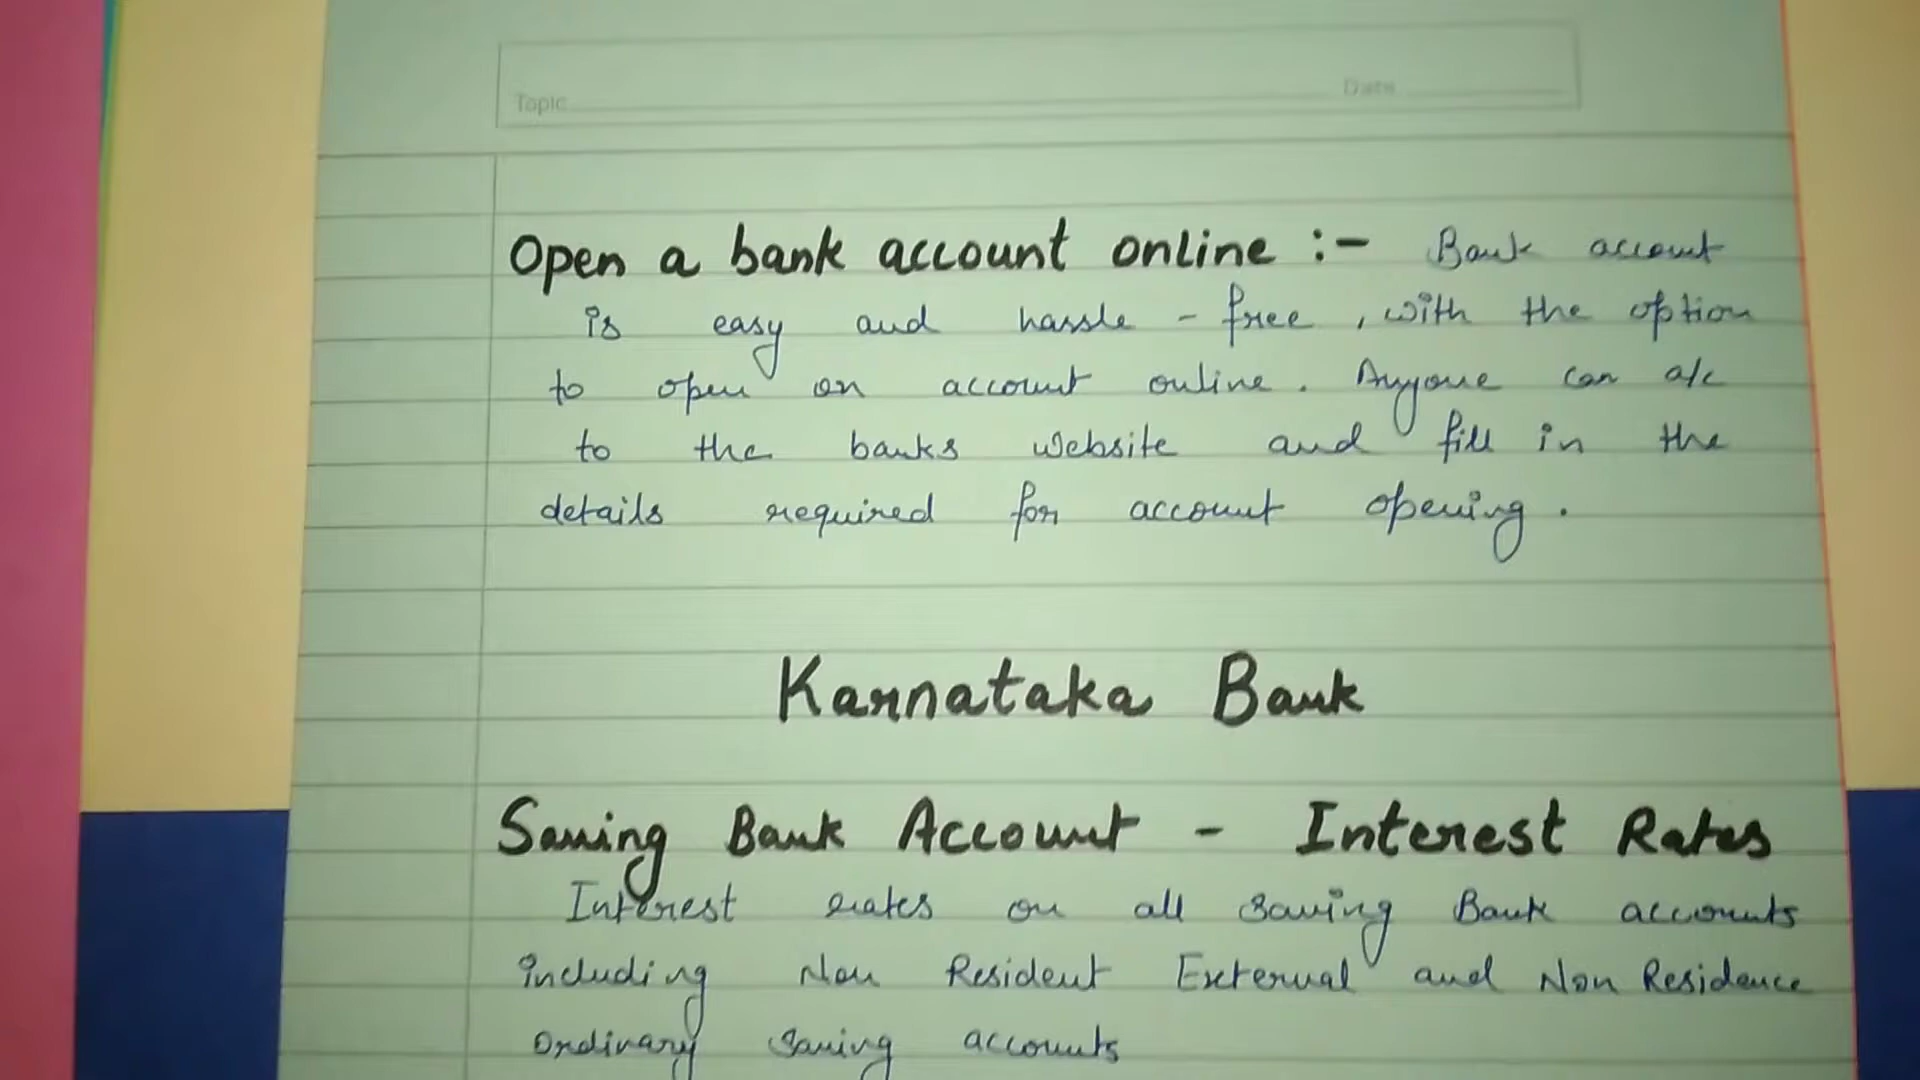 Topic Date
Open a bank account online :- Bank account
is easy and hassle - free , with the option
to open an account online . Anyone can a/c
to the banks website and fill in the
details required for account opening .
Karnataka Bank
Saving Bank Account - Interest Rates
Interest rates on all saving Bank accounts
including Non Resident External and Non Residence
Ordinary saving accounts